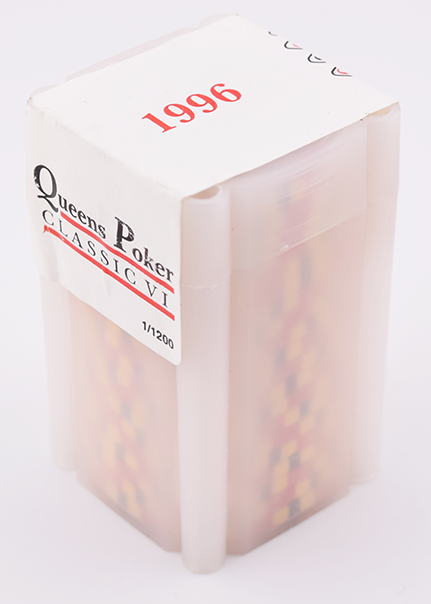 1996
Queens Poker
CLASSIC VI
1/1200